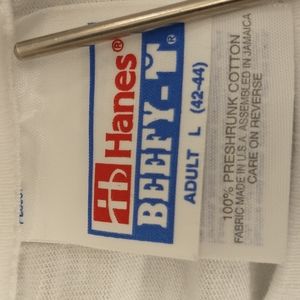 Hanes®
BEEFY-T®
ADULT L (42-44)
100% PRESHRUNK COTTON
FABRIC MADE IN U.S.A. ASSEMBLED IN JAMAICA
CARE ON REVERSE